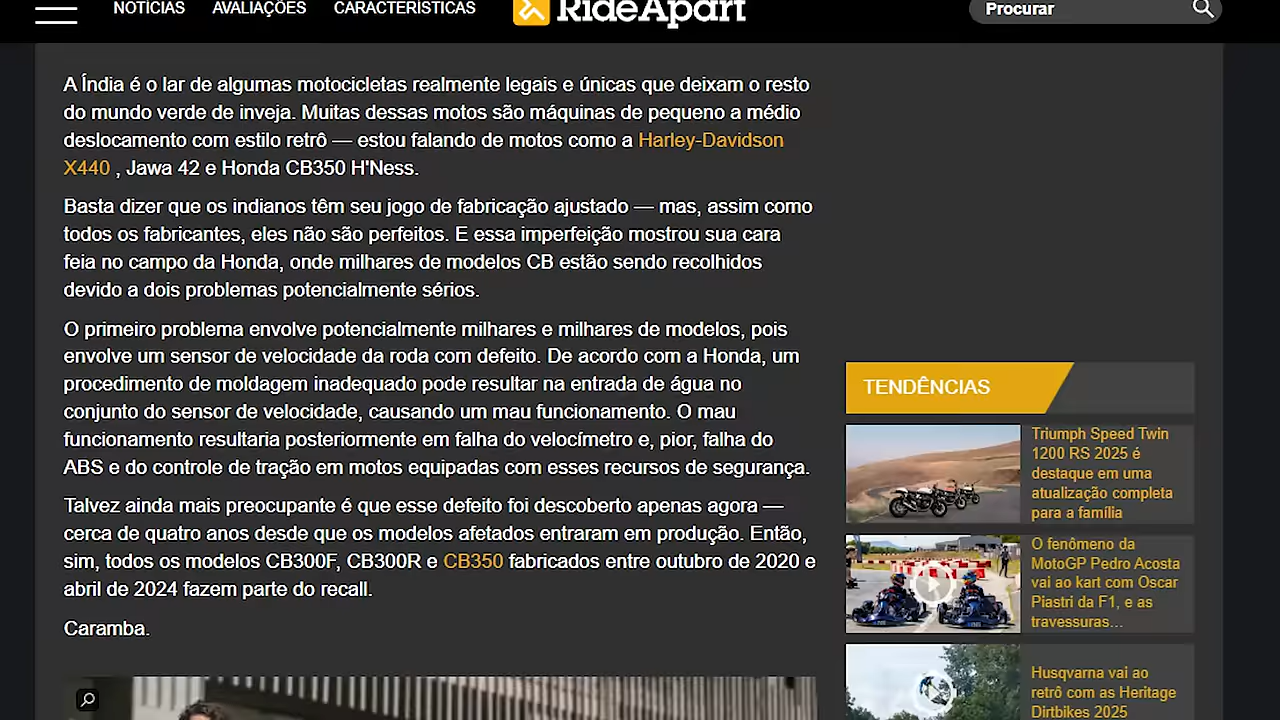 NOTÍCIAS AVALIAÇÕES CARACTERÍSTICAS RideApart Procurar
A Índia é o lar de algumas motocicletas realmente legais e únicas que deixam o resto
do mundo verde de inveja. Muitas dessas motos são máquinas de pequeno a médio
deslocamento com estilo retrô — estou falando de motos como a Harley-Davidson
X440 , Jawa 42 e Honda CB350 H'Ness.
Basta dizer que os indianos têm seu jogo de fabricação ajustado — mas, assim como
todos os fabricantes, eles não são perfeitos. E essa imperfeição mostrou sua cara
feia no campo da Honda, onde milhares de modelos CB estão sendo recolhidos
devido a dois problemas potencialmente sérios.
O primeiro problema envolve potencialmente milhares e milhares de modelos, pois
envolve um sensor de velocidade da roda com defeito. De acordo com a Honda, um
procedimento de moldagem inadequado pode resultar na entrada de água no
conjunto do sensor de velocidade, causando um mau funcionamento. O mau
funcionamento resultaria posteriormente em falha do velocímetro e, pior, falha do
ABS e do controle de tração em motos equipadas com esses recursos de segurança.
Talvez ainda mais preocupante é que esse defeito foi descoberto apenas agora —
cerca de quatro anos desde que os modelos afetados entraram em produção. Então,
sim, todos os modelos CB300F, CB300R e CB350 fabricados entre outubro de 2020 e
abril de 2024 fazem parte do recall.
Caramba.
TENDÊNCIAS
Triumph Speed Twin
1200 RS 2025 é
destaque em uma
atualização completa
para a família
O fenômeno da
MotoGP Pedro Acosta
vai ao kart com Oscar
Piastri da F1, e as
travessuras...
Husqvarna vai ao
retrô com as Heritage
Dirtbikes 2025